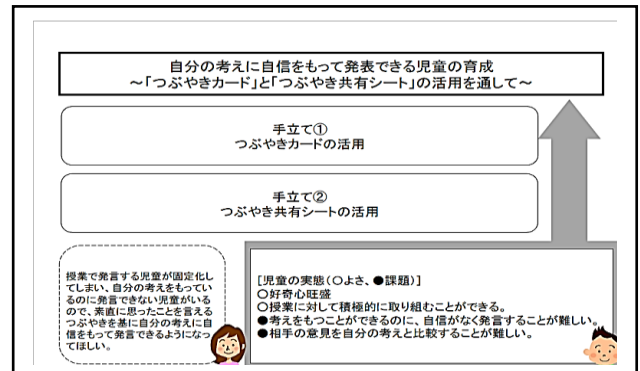 自分の考えに自信をもって発表できる児童の育成
～「つぶやきカード」と「つぶやき共有シート」の活用を通して～
手立て①
つぶやきカードの活用
手立て②
つぶやき共有シートの活用
授業で発言する児童が固定化し
てしまい、自分の考えをもってい
るのに発言できない児童がいる
ので、素直に思ったことを言える
つぶやきを基に自分の考えに自
信をもって発言できるようになっ
てほしい。
[児童の実態(○よさ、●課題)]
○好奇心旺盛
○授業に対して積極的に取り組むことができる。
●考えをもつことができるのに、自信がなく発言することが難しい。
●相手の意見を自分の考えと比較することが難しい。